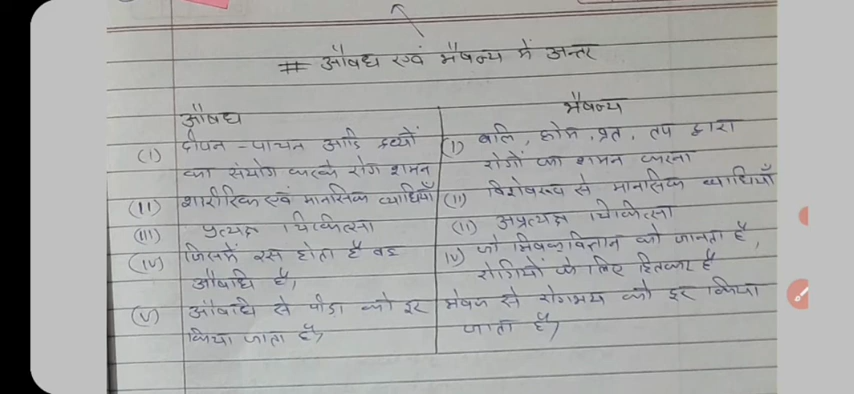 # औषध एवं भैषज्य में अन्तर
औषध
भैषज्य
(I) दीपन - पाचन आदि द्रव्यों
का संयोग करके रोग शमन
(II) शारीरिक एवं मानसिक व्याधियाँ
(III) प्रत्यक्ष चिकित्सा
(IV) जिसमें रस होता है वह
औषधि है,
(V) औषधि से पीडा को दूर
किया जाता है,
(I) बलि, होम, व्रत, तप द्वारा
रोगों का शमन करना
(II) विशेषरूप से मानसिक व्याधियाँ
(II) अप्रत्यक्ष चिकित्सा
IV) जो भिषकविज्ञान को जानता है,
रोगियों के लिए हितकर है
भेषज से रोगभय को दूर किया
जाता है,